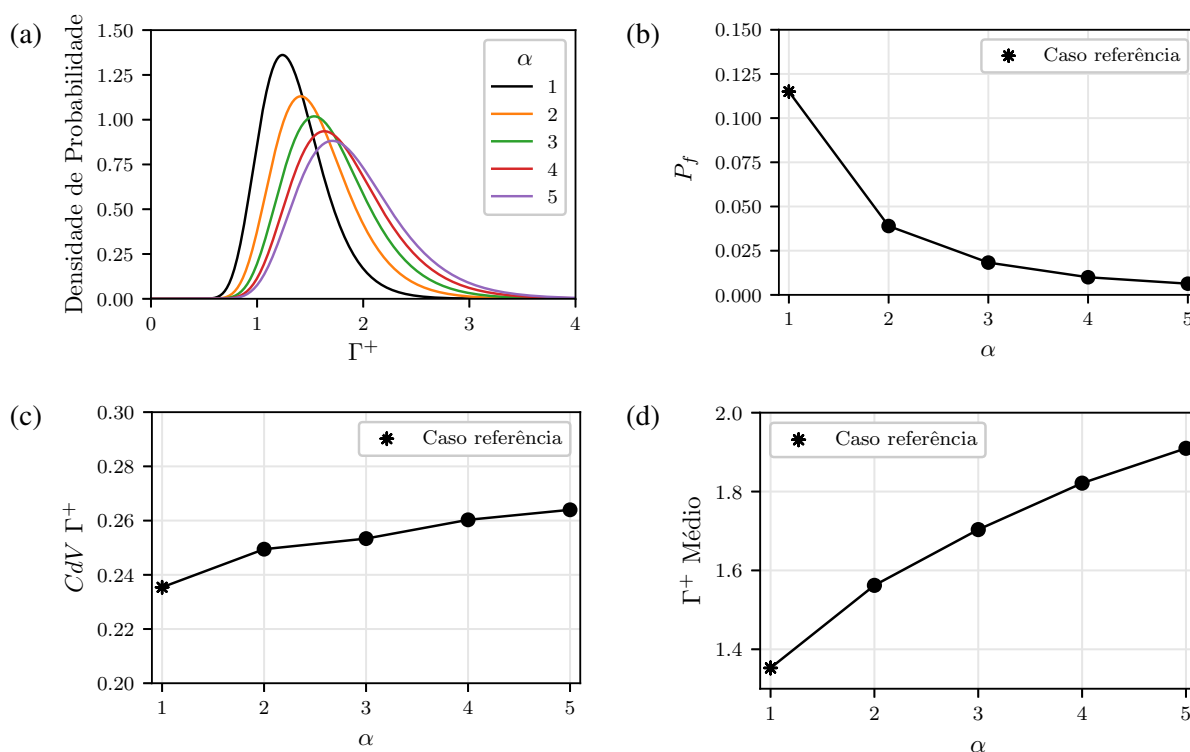 (a)
Densidade de Probabilidade
1.50
1.25
1.00
0.75
0.50
0.25
0.00
0 1 2 3 4
Γ⁺
α
1
2
3
4
5
(b)
P_f
0.150
0.125
0.100
0.075
0.050
0.025
0.000
1 2 3 4 5
α
Caso referência
(c)
CdV Γ⁺
0.30
0.28
0.26
0.24
0.22
0.20
1 2 3 4 5
α
Caso referência
(d)
Γ⁺ Médio
2.0
1.8
1.6
1.4
1 2 3 4 5
α
Caso referência